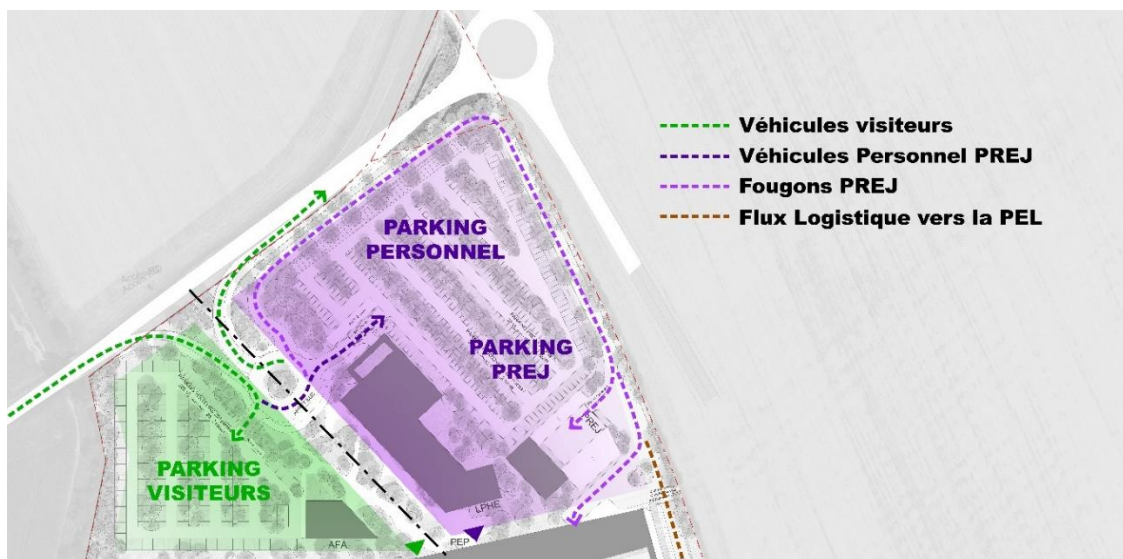 Véhicules visiteurs
Véhicules Personnel PREJ
Fougons PREJ
Flux Logistique vers la PEL
PARKING
PERSONNEL
PARKING
PREJ
PREJ
PARKING
VISITEURS
LPHE
AFA
PEP